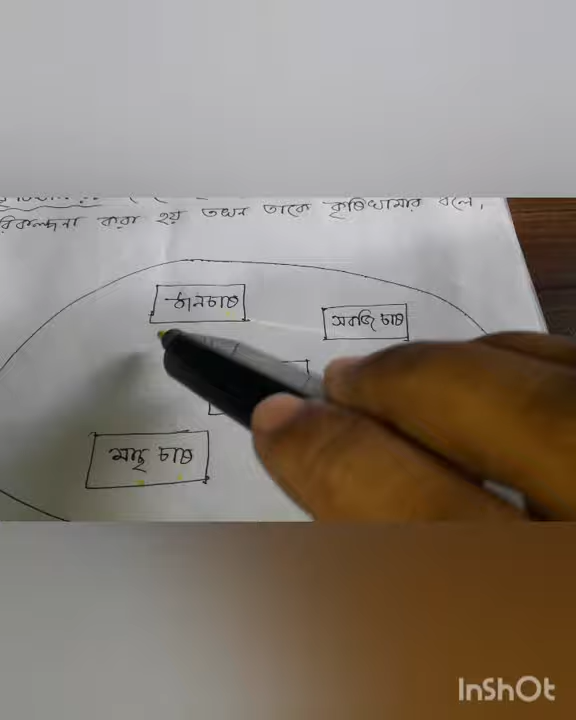 পরিকল্পনা করা হয় তখন তাকে কৃষিখামার বলে।
ধানচাষ
সবজি চাষ
মাছ চাষ
InShOt